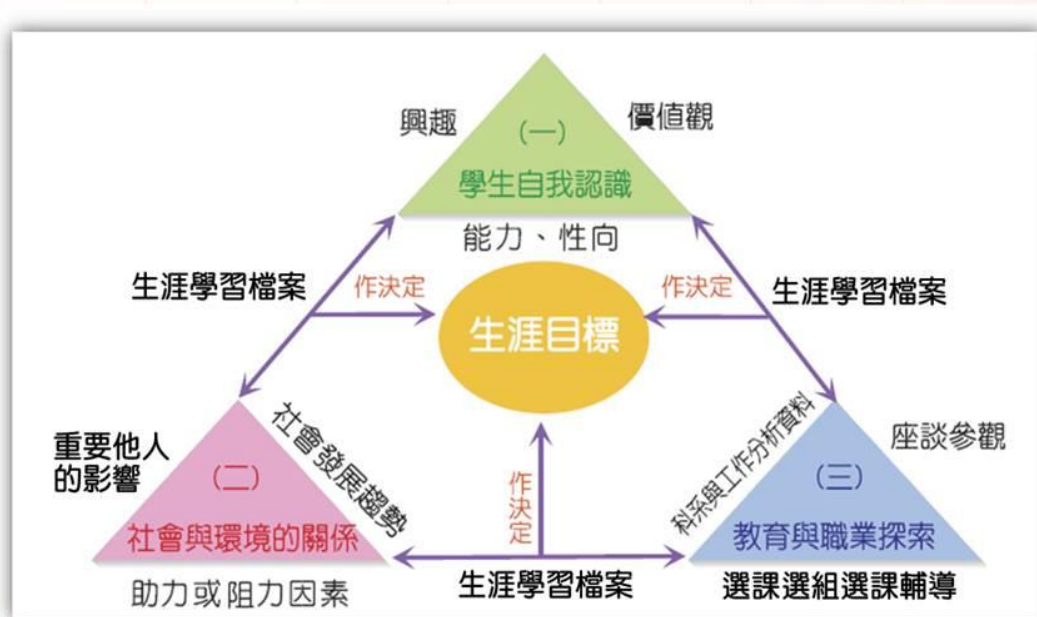 興趣
價值觀
(一)
學生自我認識
能力、性向
生涯學習檔案
作決定
作決定
生涯學習檔案
生涯目標
重要他人
的影響
社會發展趨勢
科系與工作分析資料
座談參觀
(二)
作決定
(三)
社會與環境的關係
教育與職業探索
助力或阻力因素
生涯學習檔案
選課選組選課輔導